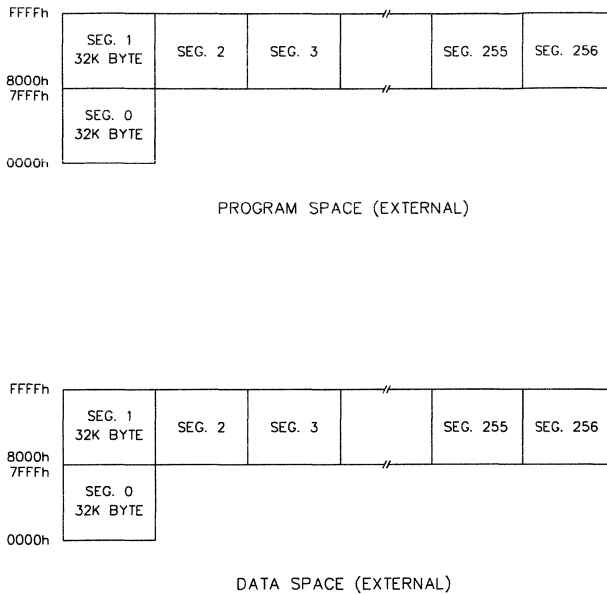 FFFFh
SEG. 1
32K BYTE
SEG. 2
SEG. 3
SEG. 255
SEG. 256
8000h
7FFFh
SEG. 0
32K BYTE
0000h
PROGRAM SPACE (EXTERNAL)
FFFFh
SEG. 1
32K BYTE
SEG. 2
SEG. 3
SEG. 255
SEG. 256
8000h
7FFFh
SEG. 0
32K BYTE
0000h
DATA SPACE (EXTERNAL)